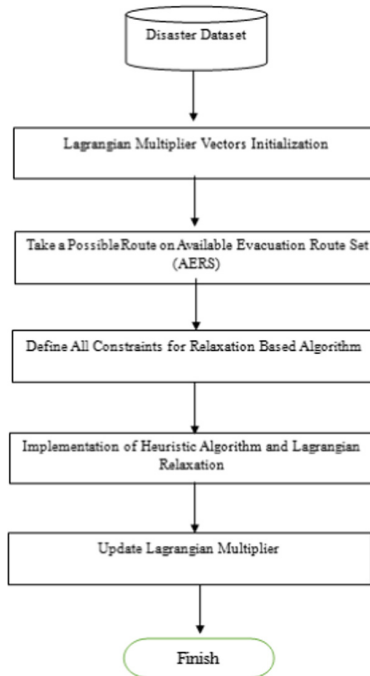 Disaster Dataset
Lagrangian Multiplier Vectors Initialization
Take a Possible Route on Available Evacuation Route Set
(AERS)
Define All Constraints for Relaxation Based Algorithm
Implementation of Heuristic Algorithm and Lagrangian
Relaxation
Update Lagrangian Multiplier
Finish